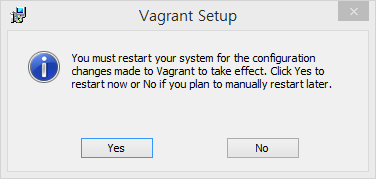 Vagrant Setup
You must restart your system for the configuration
changes made to Vagrant to take effect. Click Yes to
restart now or No if you plan to manually restart later.
Yes
No